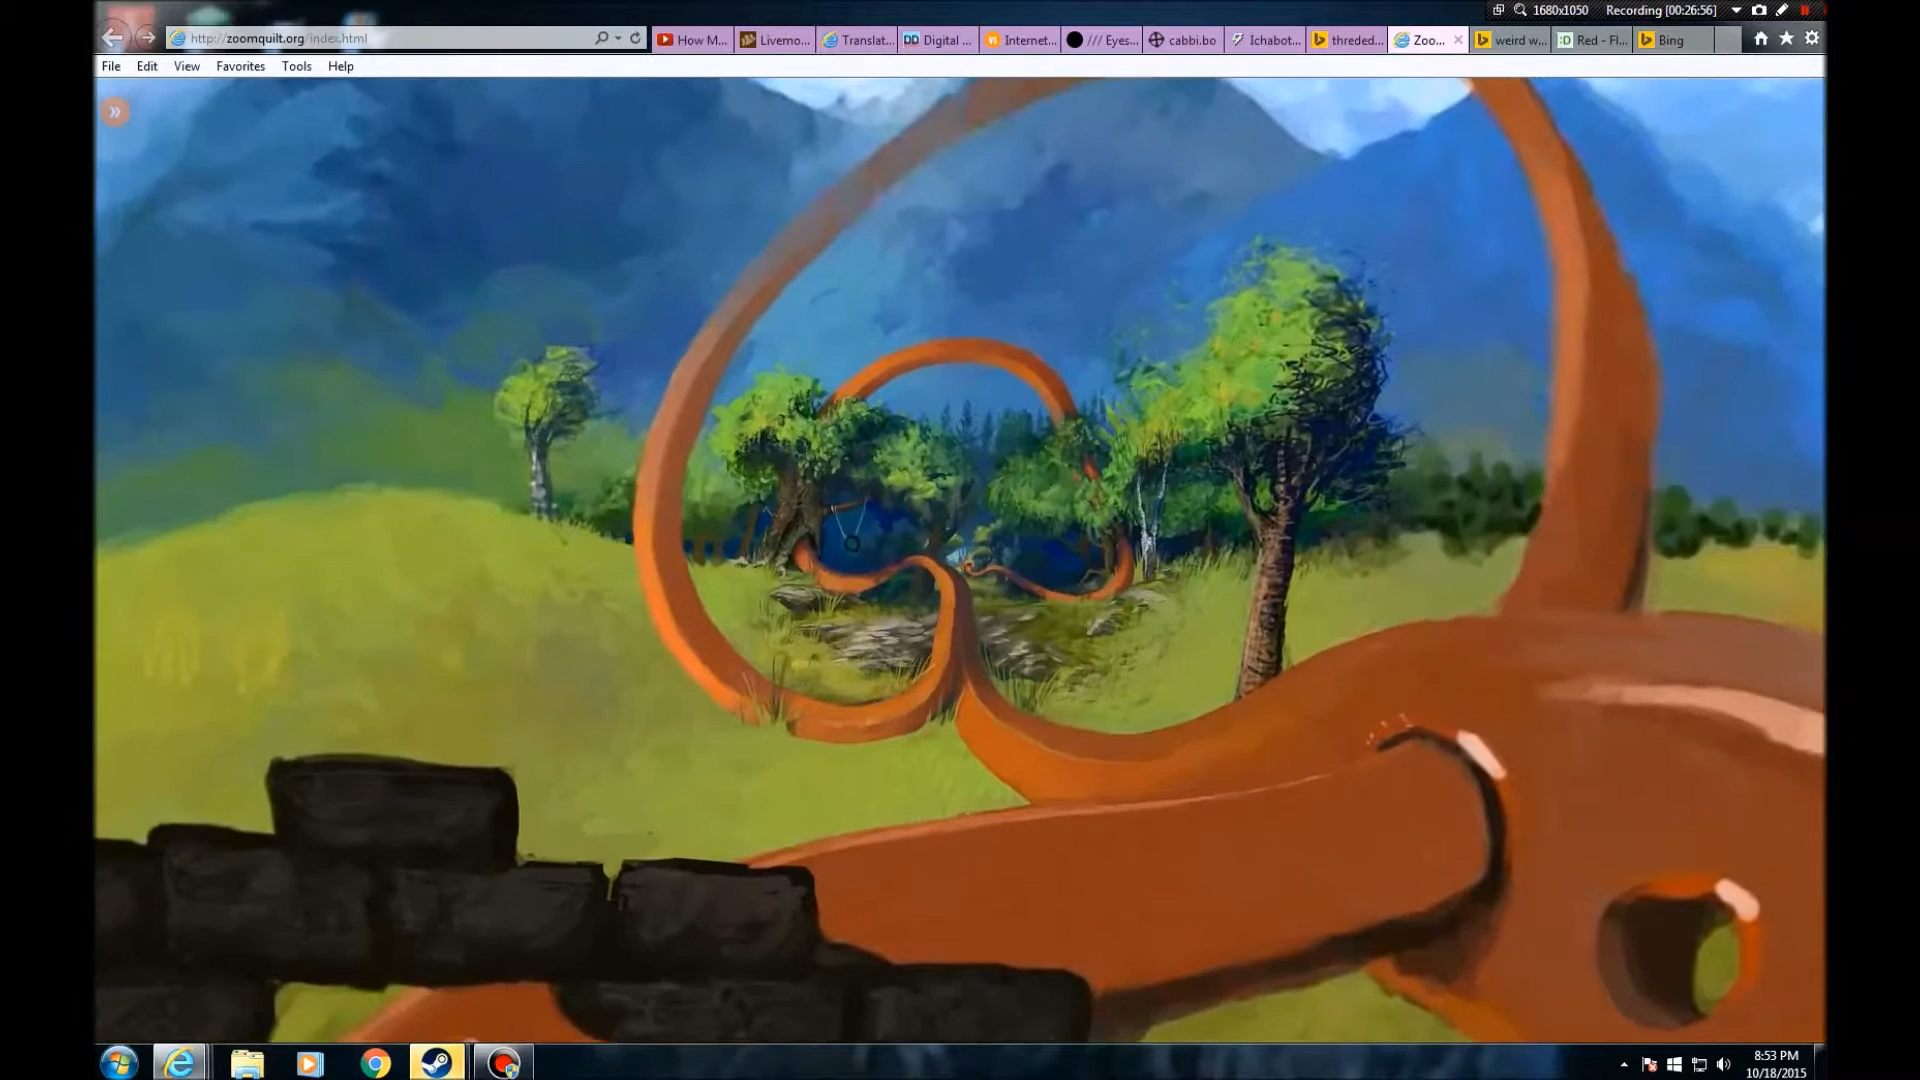 1680x1050 Recording [00:26:56]
http://zoomquilt.org/index.html
How M...
Livemo...
Translat...
DD Digital ...
Internet...
/// Eyes...
cabbi.bo
Ichabot...
threded...
Zoo...
weird w...
:D Red - Fl...
Bing
File Edit View Favorites Tools Help
»
8:53 PM
10/18/2015